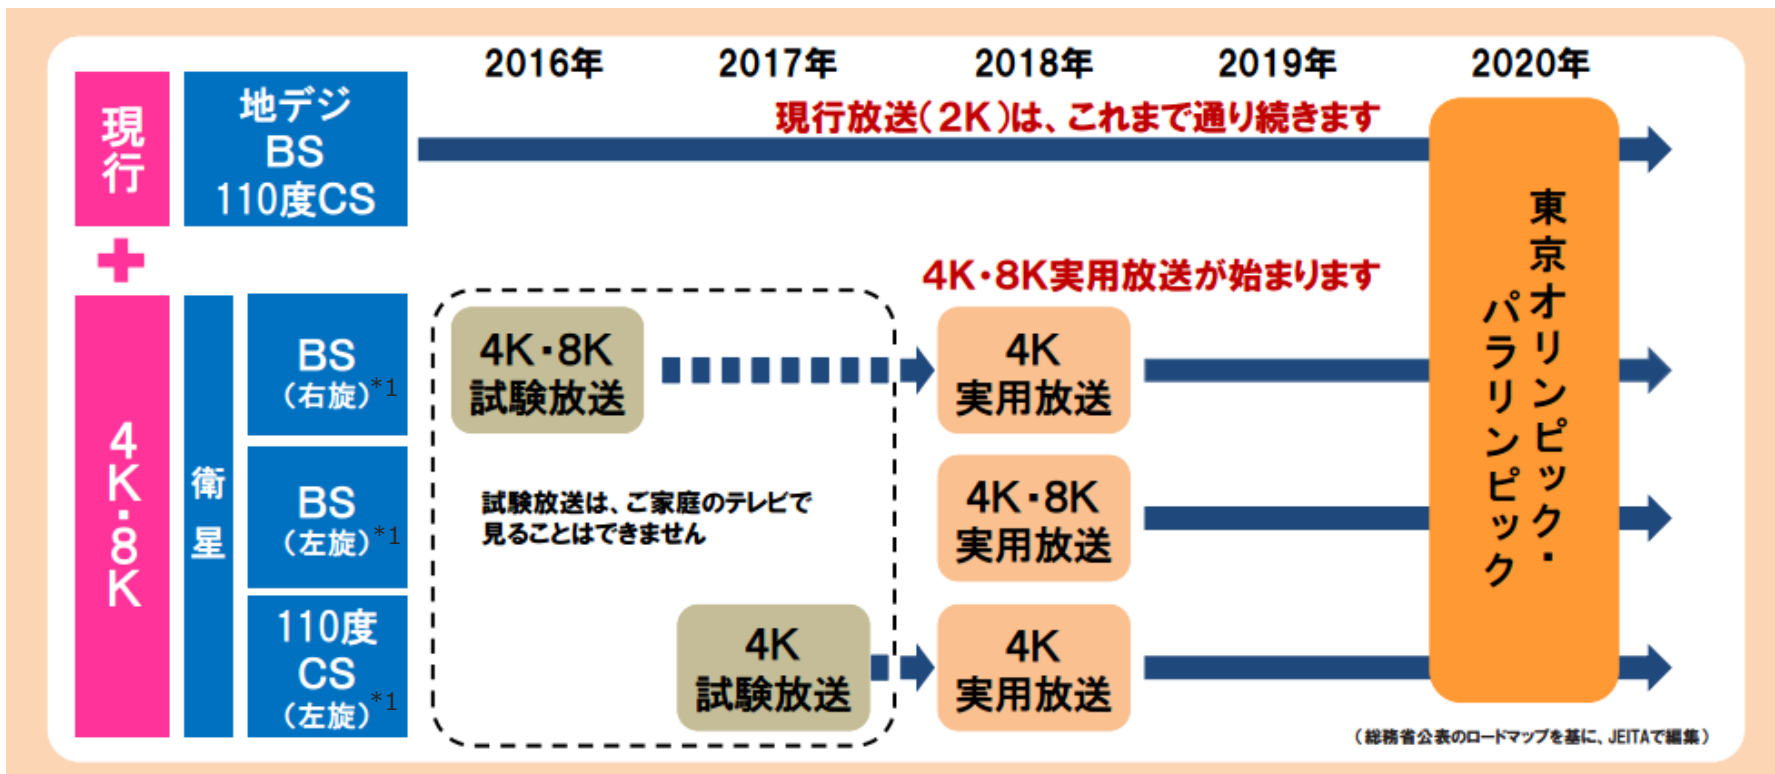 2016年 2017年 2018年 2019年 2020年
現行
地デジ
BS
110度CS
現行放送(2K)は、これまで通り続きます
東京オリンピック・
パラリンピック
4K・8K
衛星
4K・8K実用放送が始まります
BS
(右旋)*1
4K・8K
試験放送
4K
実用放送
BS
(左旋)*1
試験放送は、ご家庭のテレビで
見ることはできません
4K・8K
実用放送
110度
CS
(左旋)*1
4K
試験放送
4K
実用放送
(総務省公表のロードマップを基に、JEITAで編集)